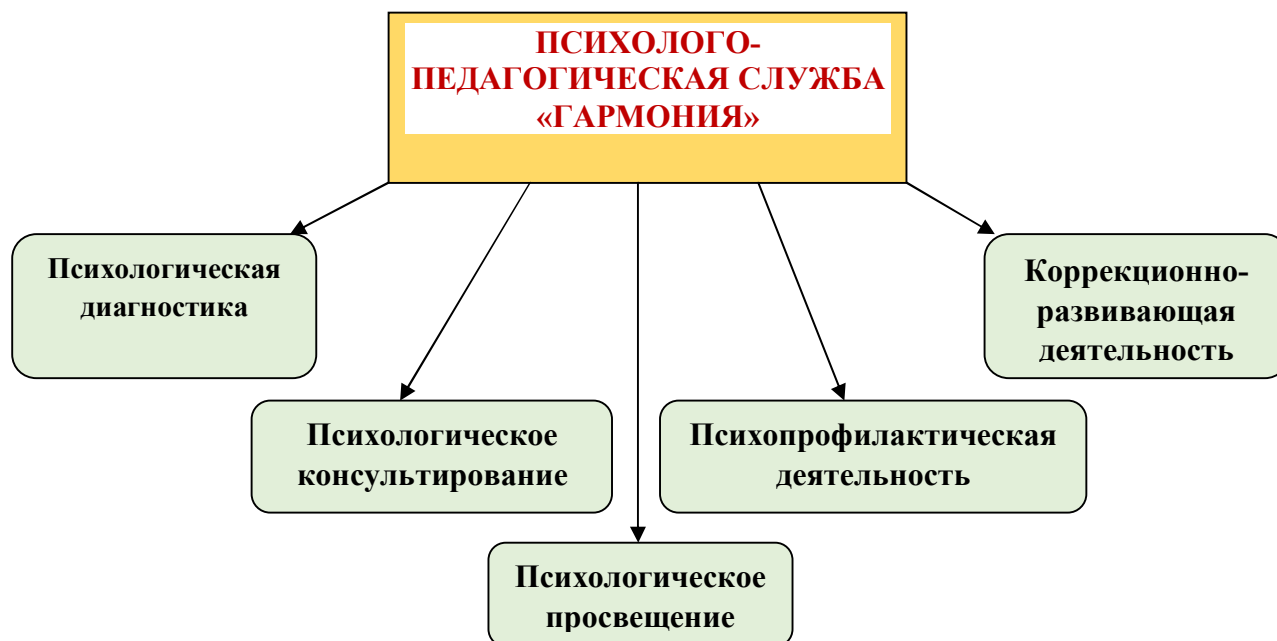 ПСИХОЛОГО-
ПЕДАГОГИЧЕСКАЯ СЛУЖБА
«ГАРМОНИЯ»
Психологическая
диагностика
Коррекционно-
развивающая
деятельность
Психологическое
консультирование
Психопрофилактическая
деятельность
Психологическое
просвещение